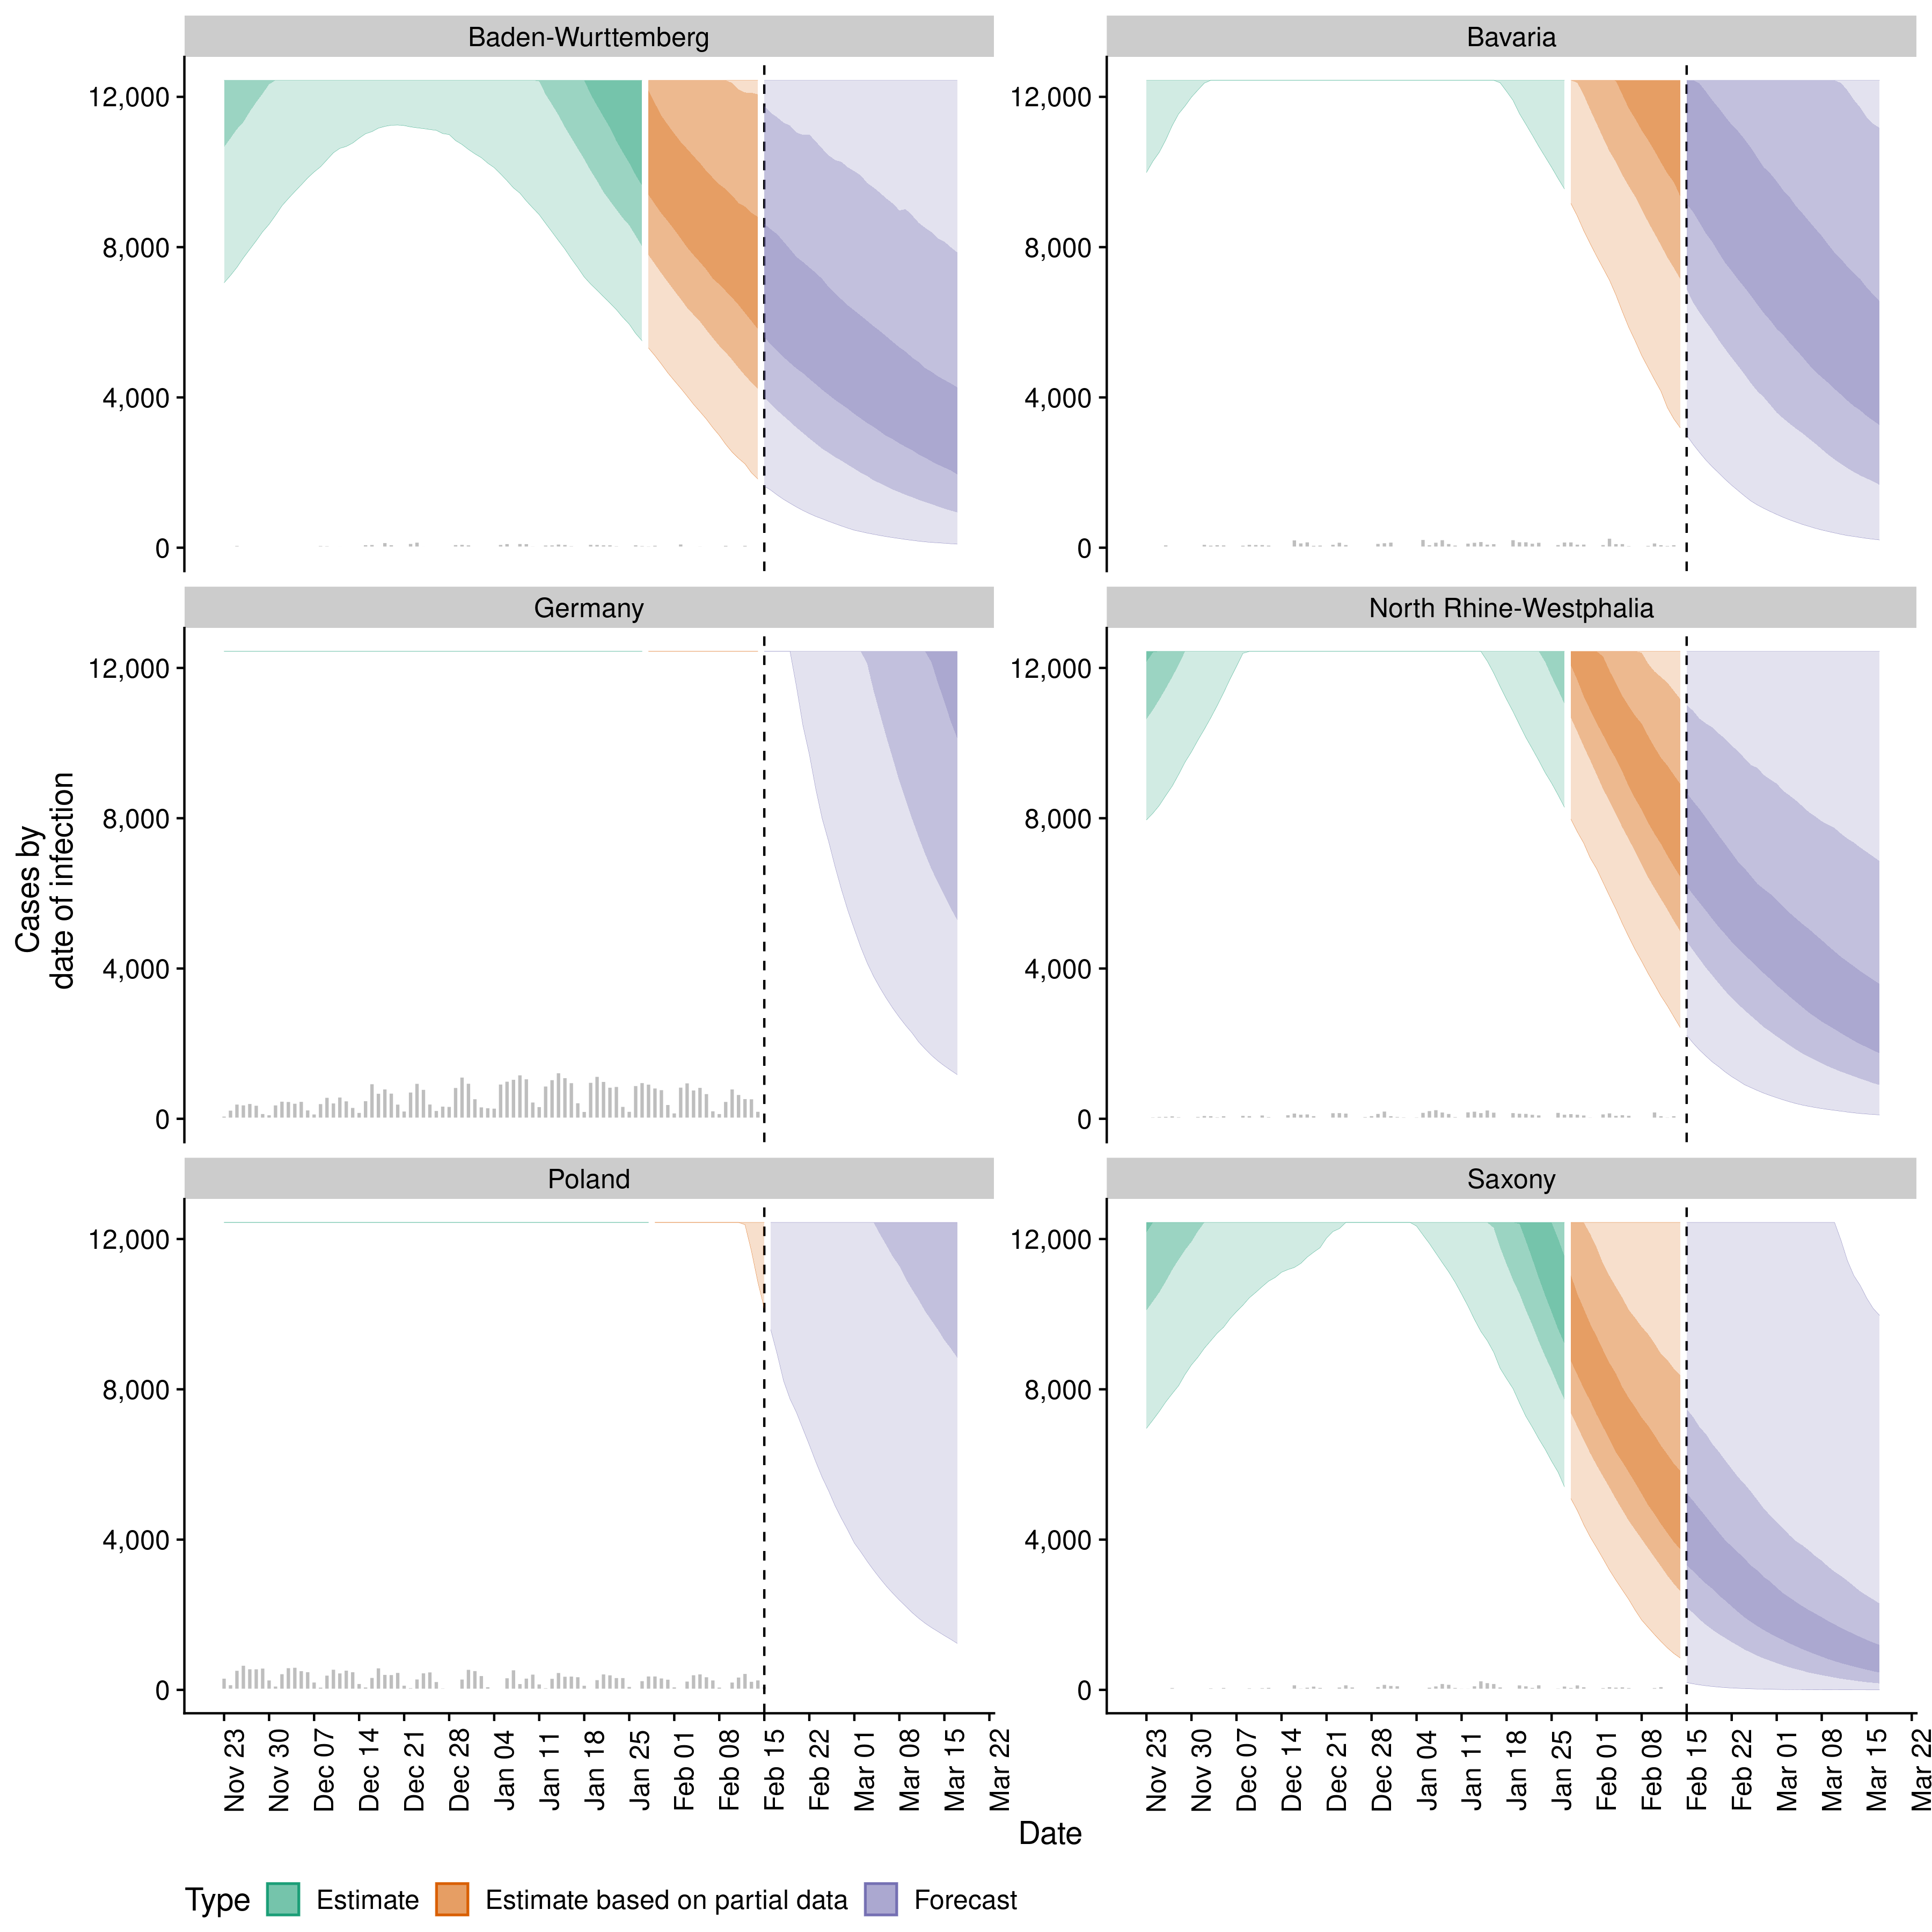 Baden-Wurttemberg
Bavaria
12,000
8,000
4,000
0
12,000
8,000
4,000
0
Germany
North Rhine-Westphalia
12,000
8,000
4,000
0
12,000
8,000
4,000
0
Cases by
date of infection
Poland
Saxony
12,000
8,000
4,000
0
12,000
8,000
4,000
0
Nov 23
Nov 30
Dec 07
Dec 14
Dec 21
Dec 28
Jan 04
Jan 11
Jan 18
Jan 25
Feb 01
Feb 08
Feb 15
Feb 22
Mar 01
Mar 08
Mar 15
Mar 22
Nov 23
Nov 30
Dec 07
Dec 14
Dec 21
Dec 28
Jan 04
Jan 11
Jan 18
Jan 25
Feb 01
Feb 08
Feb 15
Feb 22
Mar 01
Mar 08
Mar 15
Mar 22
Date
Type Estimate Estimate based on partial data Forecast